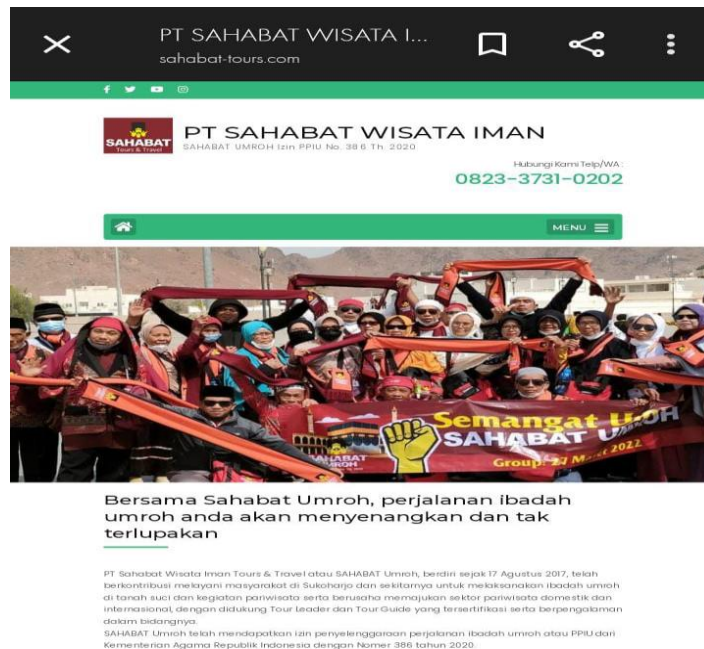 PT SAHABAT WISATA I...
sahabat-tours.com
SAHABAT
Tours & Travel
PT SAHABAT WISATA IMAN
SAHABAT UMROH Izin PPIU No. 386 Th. 2020
Hubungi Kami Telp/WA :
0823-3731-0202
MENU
Semangat
SAHABAT
Group: 27 Maret 2022
SAHABAT
UMROH
Bersama Sahabat Umroh, perjalanan ibadah
umroh anda akan menyenangkan dan tak
terlupakan
PT Sahabat Wisata Iman Tours & Travel atau SAHABAT Umroh, berdiri sejak 17 Agustus 2017, telah
berkontribusi melayani masyarakat di Sukoharjo dan sekitarnya untuk melaksanakan ibadah umroh
di tanah suci dan kegiatan pariwisata serta berusaha memajukan sektor pariwisata domestik dan
internasional, dengan didukung Tour Leader dan Tour Guide yang tersertifikasi serta berpengalaman
dalam bidangnya.
SAHABAT Umroh telah mendapatkan izin penyelenggaraan perjalanan ibadah umroh atau PPIU dari
Kementerian Agama Republik Indonesia dengan Nomer 386 tahun 2020.